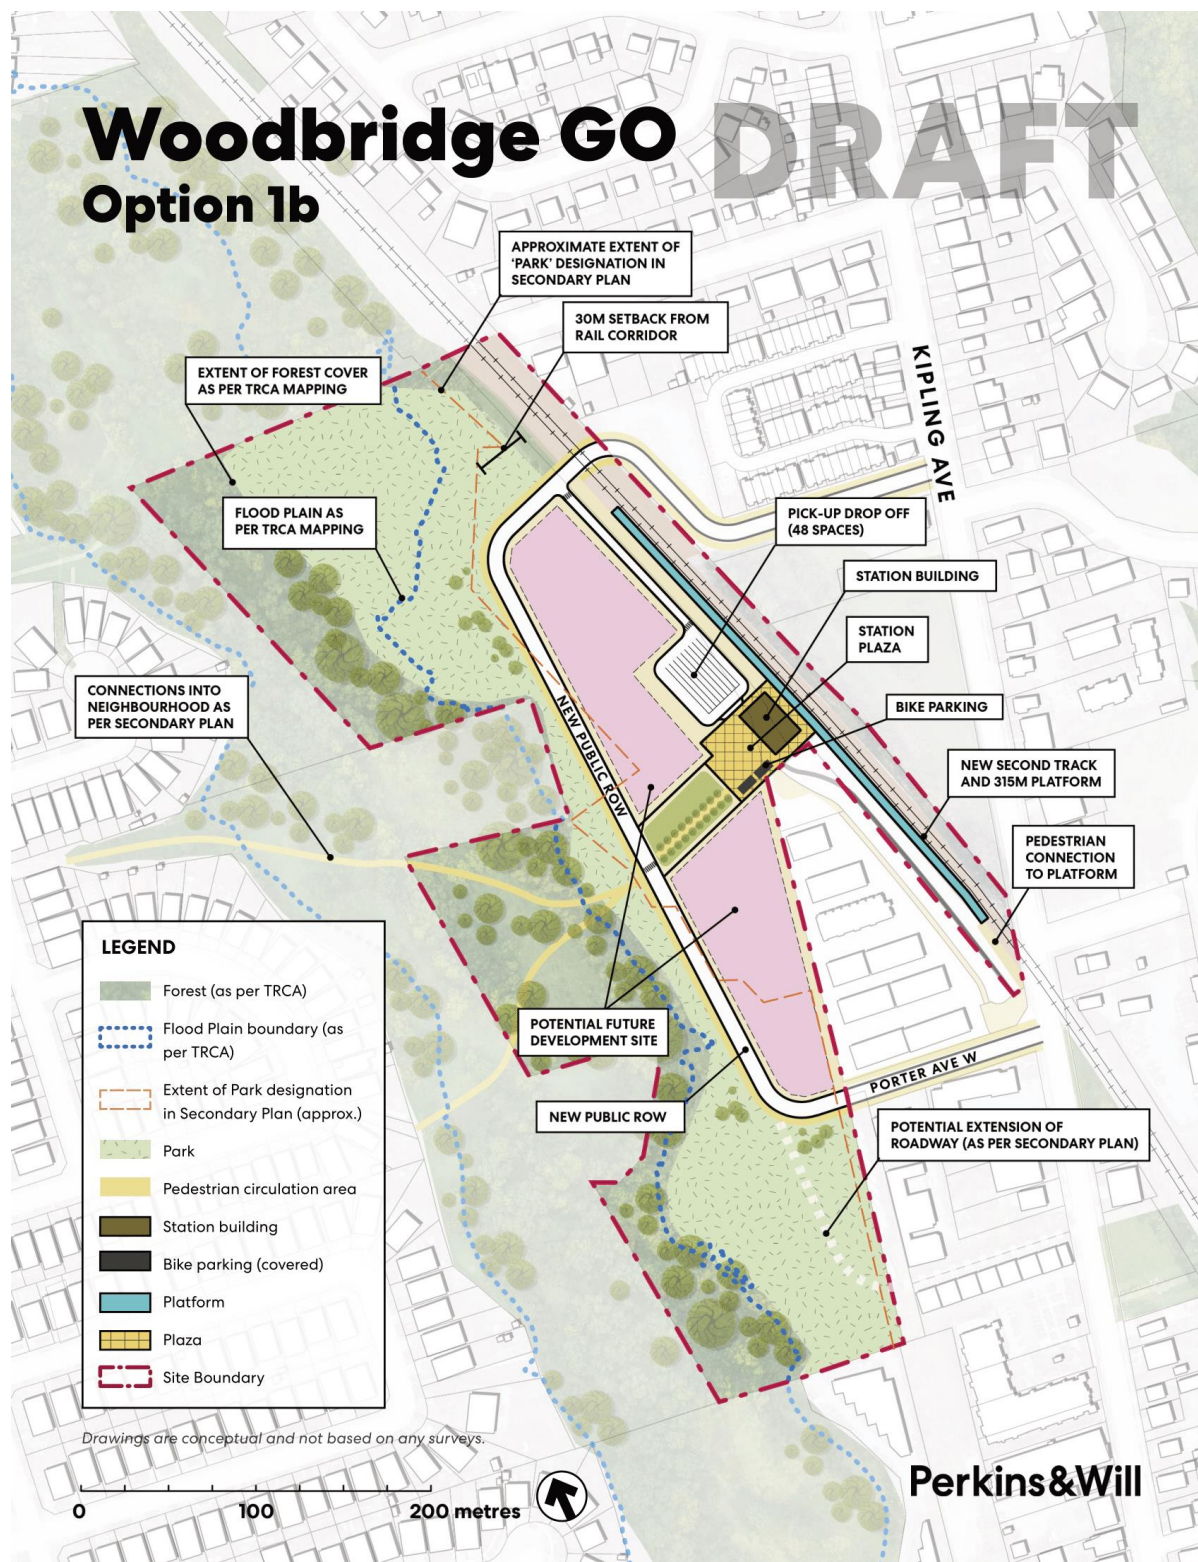 Woodbridge GO
DRAFT
Option 1b
APPROXIMATE EXTENT OF
‘PARK’ DESIGNATION IN
SECONDARY PLAN
30M SETBACK FROM
RAIL CORRIDOR
EXTENT OF FOREST COVER
AS PER TRCA MAPPING
KIPLING AVE
FLOOD PLAIN AS
PER TRCA MAPPING
PICK-UP DROP OFF
(48 SPACES)
STATION BUILDING
STATION
PLAZA
CONNECTIONS INTO
NEIGHBOURHOOD AS
PER SECONDARY PLAN
BIKE PARKING
NEW PUBLIC ROW
NEW SECOND TRACK
AND 315M PLATFORM
PEDESTRIAN
CONNECTION
TO PLATFORM
POTENTIAL FUTURE
DEVELOPMENT SITE
PORTER AVE W
NEW PUBLIC ROW
POTENTIAL EXTENSION OF
ROADWAY (AS PER SECONDARY PLAN)
LEGEND
Forest (as per TRCA)
Flood Plain boundary (as
per TRCA)
Extent of Park designation
in Secondary Plan (approx.)
Park
Pedestrian circulation area
Station building
Bike parking (covered)
Platform
Plaza
Site Boundary
Drawings are conceptual and not based on any surveys.
0 100 200 metres
Perkins&Will